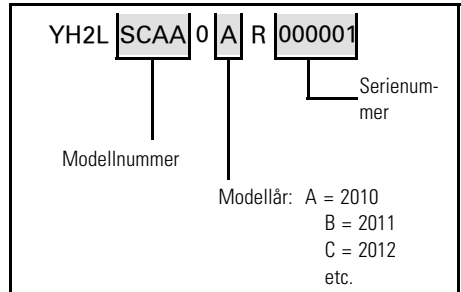 YH2L SCAA 0 A R 000001
Serienum-
mer
Modellnummer
Modellår: A = 2010
B = 2011
C = 2012
etc.